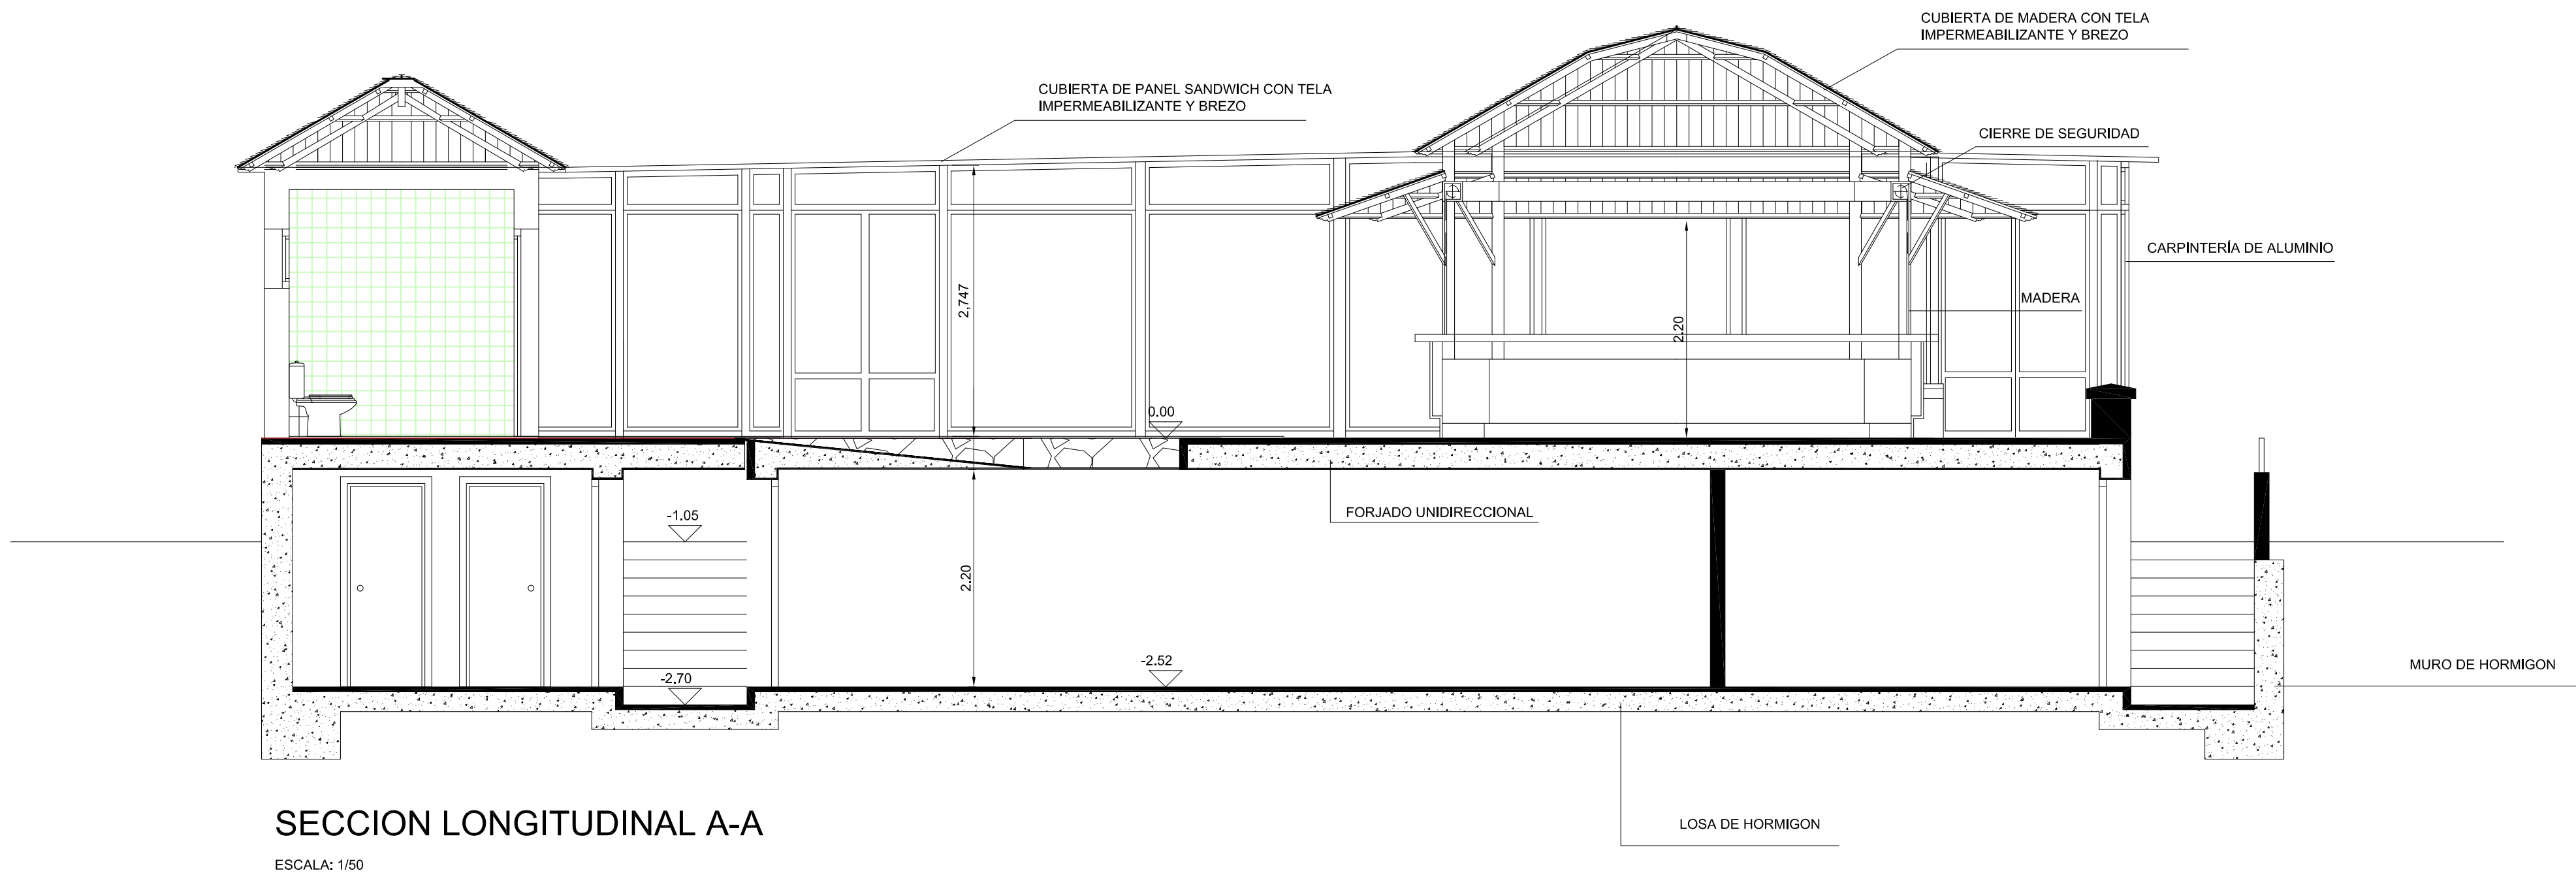 CUBIERTA DE MADERA CON TELA
IMPERMEABILIZANTE Y BREZO
CUBIERTA DE PANEL SANDWICH CON TELA
IMPERMEABILIZANTE Y BREZO
CIERRE DE SEGURIDAD
CARPINTERÍA DE ALUMINIO
MADERA
2,747
2.20
0.00
FORJADO UNIDIRECCIONAL
-1.05
2.20
-2.52
-2.70
MURO DE HORMIGON
SECCION LONGITUDINAL A-A
LOSA DE HORMIGON
ESCALA: 1/50